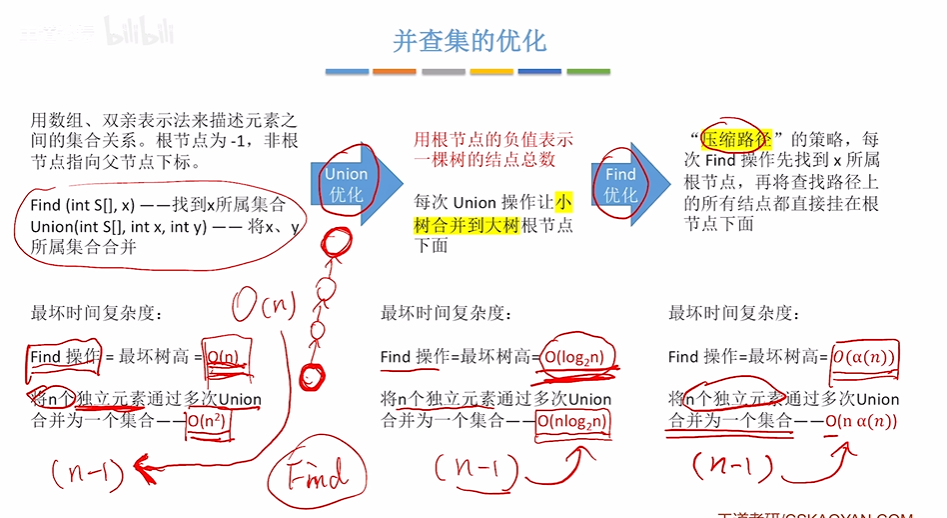 bilibili
并查集的优化
用数组、双亲表示法来描述元素之
间的集合关系。根节点为 -1，非根
节点指向父节点下标。
Find (int S[], x) ——找到x所属集合
Union(int S[], int x, int y) —— 将x、y
所属集合合并
Union
优化
用根节点的负值表示
一棵树的结点总数
每次 Union 操作让小
树合并到大树根节点
下面
Find
优化
“压缩路径”的策略，每
次 Find 操作先找到 x 所属
根节点，再将查找路径上
的所有结点都直接挂在根
节点下面
O(n)
最坏时间复杂度：
Find 操作 = 最坏树高 = O(n)
将n个独立元素通过多次Union
合并为一个集合——O(n²)
(n-1)
Find
最坏时间复杂度：
Find 操作=最坏树高=O(log₂n)
将n个独立元素通过多次Union
合并为一个集合——O(nlog₂n)
(n-1)
最坏时间复杂度：
Find 操作=最坏树高=O(α(n))
将n个独立元素通过多次Union
合并为一个集合——O(n α(n))
(n-1)
王道考研/CSKAOYAN.COM